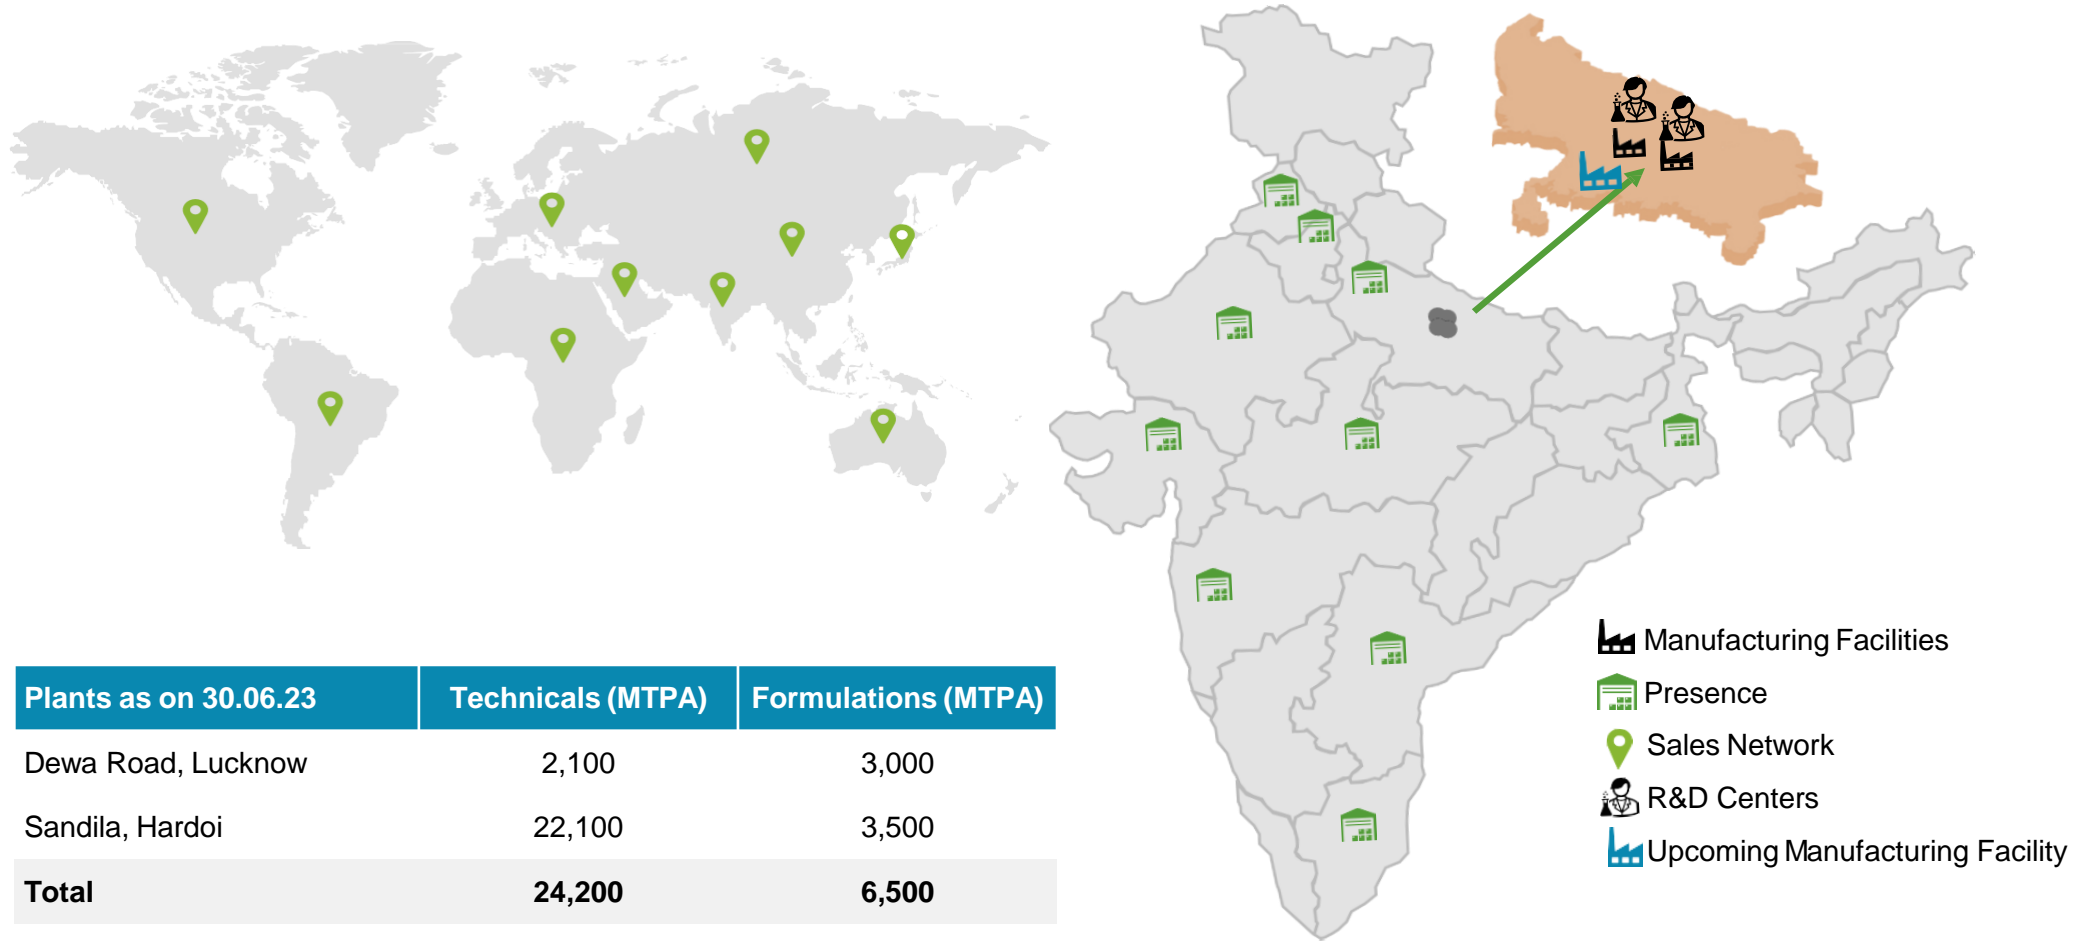 Plants as on 30.06.23 Technicals (MTPA) Formulations (MTPA)
Dewa Road, Lucknow 2,100 3,000
Sandila, Hardoi 22,100 3,500
Total 24,200 6,500
Manufacturing Facilities
Presence
Sales Network
R&D Centers
Upcoming Manufacturing Facility